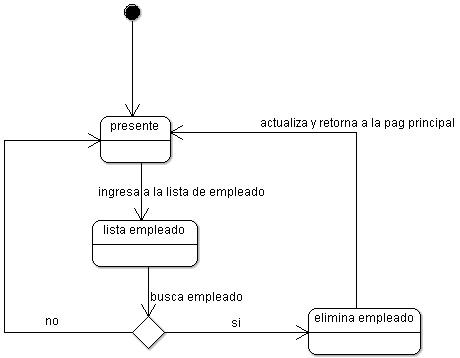 presente
actualiza y retorna a la pag principal
ingresa a la lista de empleado
lista empleado
busca empleado
no
si
elimina empleado